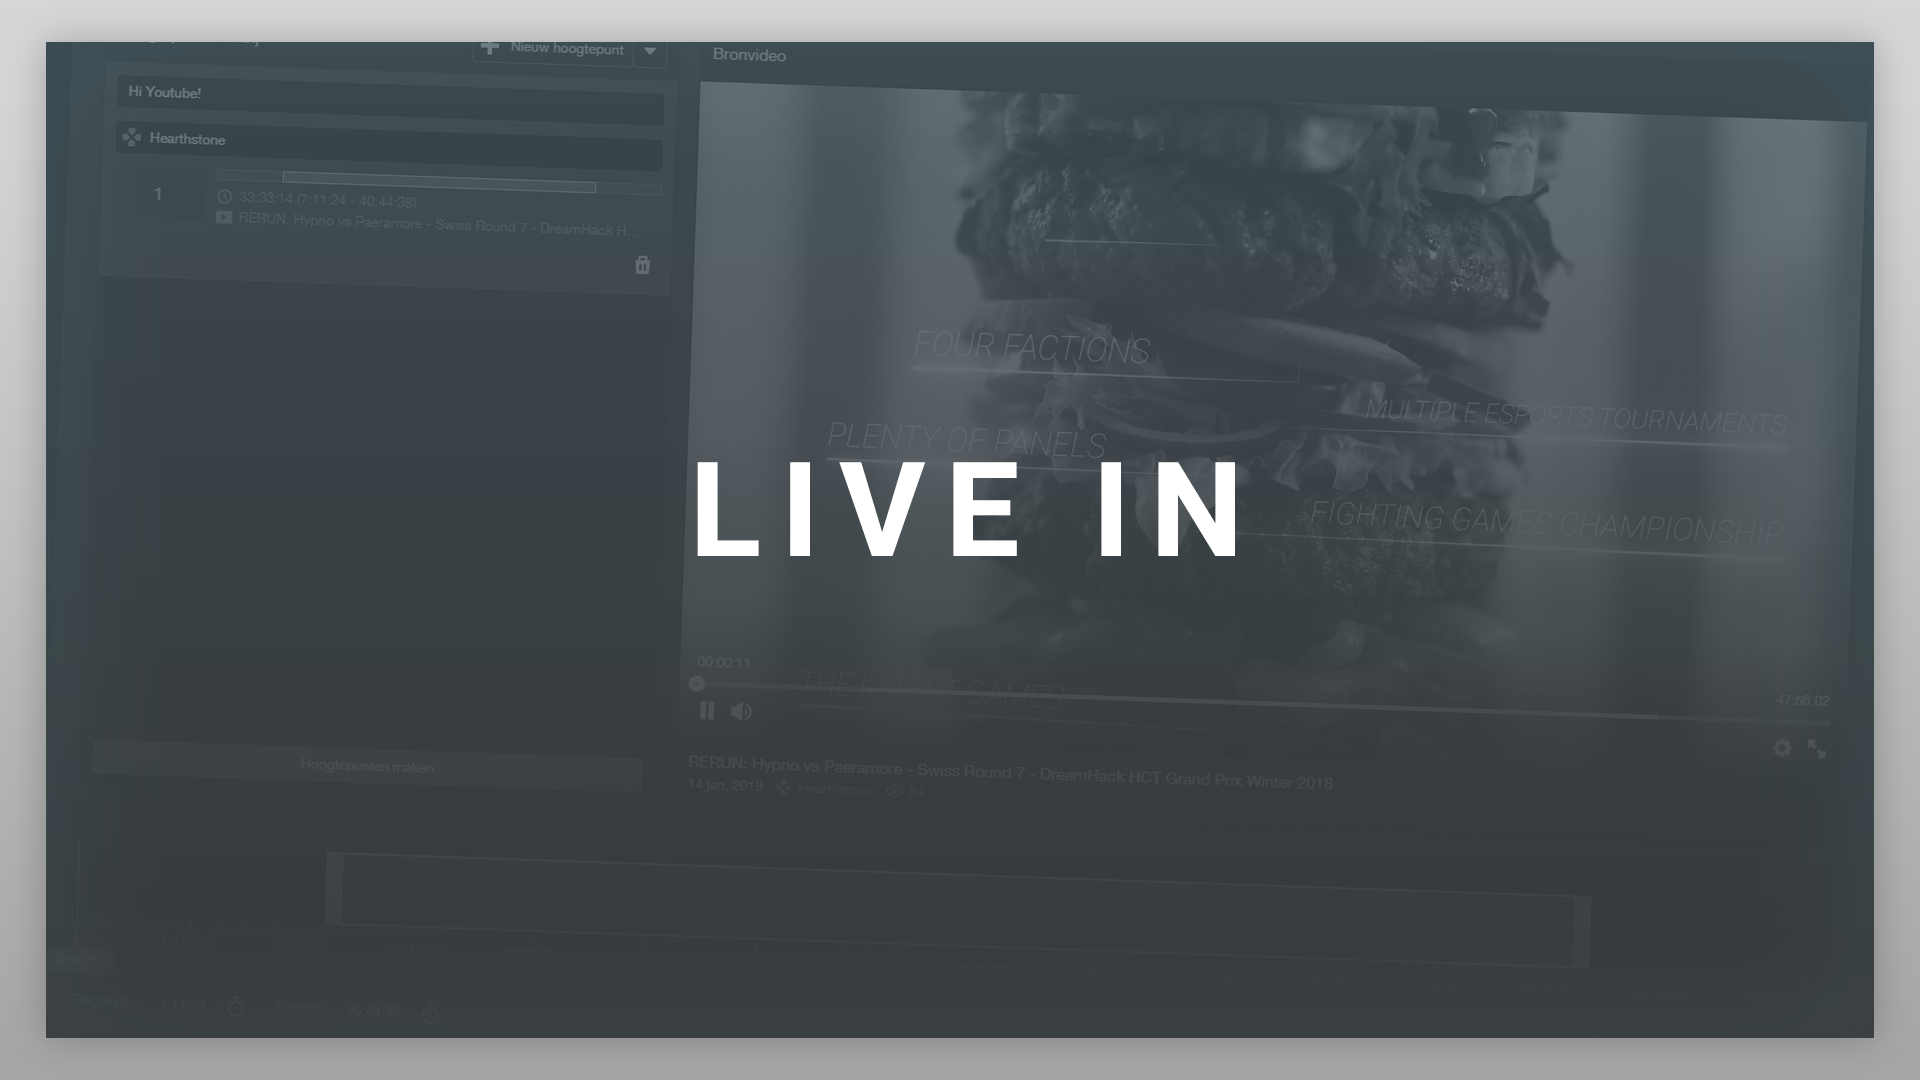 Nieuw hoogtepunt
Bronvideo
Hi Youtube!
Hearthstone
1
33:33:14 (7:11:24 - 40:44:38)
RERUN: Hypno vs Paeramore - Swiss Round 7 - DreamHack H...
FOUR FACTIONS
MULTIPLE ESPORTS TOURNAMENTS
PLENTY OF PANELS
LIVE IN
FIGHTING GAMES CHAMPIONSHIP
00:00:11
THE LATEST GAMES
47:56:02
Hoogtepunten maken
RERUN: Hypno vs Paeramore - Swiss Round 7 - DreamHack HCT Grand Prix Winter 2018
14 jan. 2019 Hearthstone 84
00:00:11
7:11:24 40:44:38